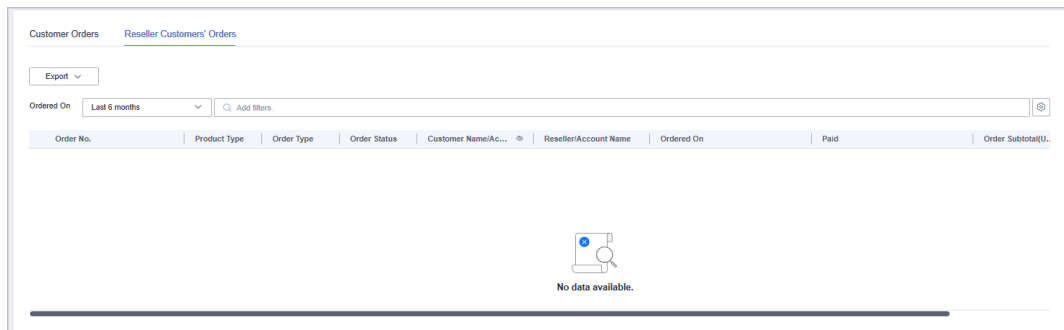 Customer Orders Reseller Customers' Orders
Export
Ordered On Last 6 months Add filters.
Order No. Product Type Order Type Order Status Customer Name/Ac... Reseller/Account Name Ordered On Paid Order Subtotal(U...
No data available.